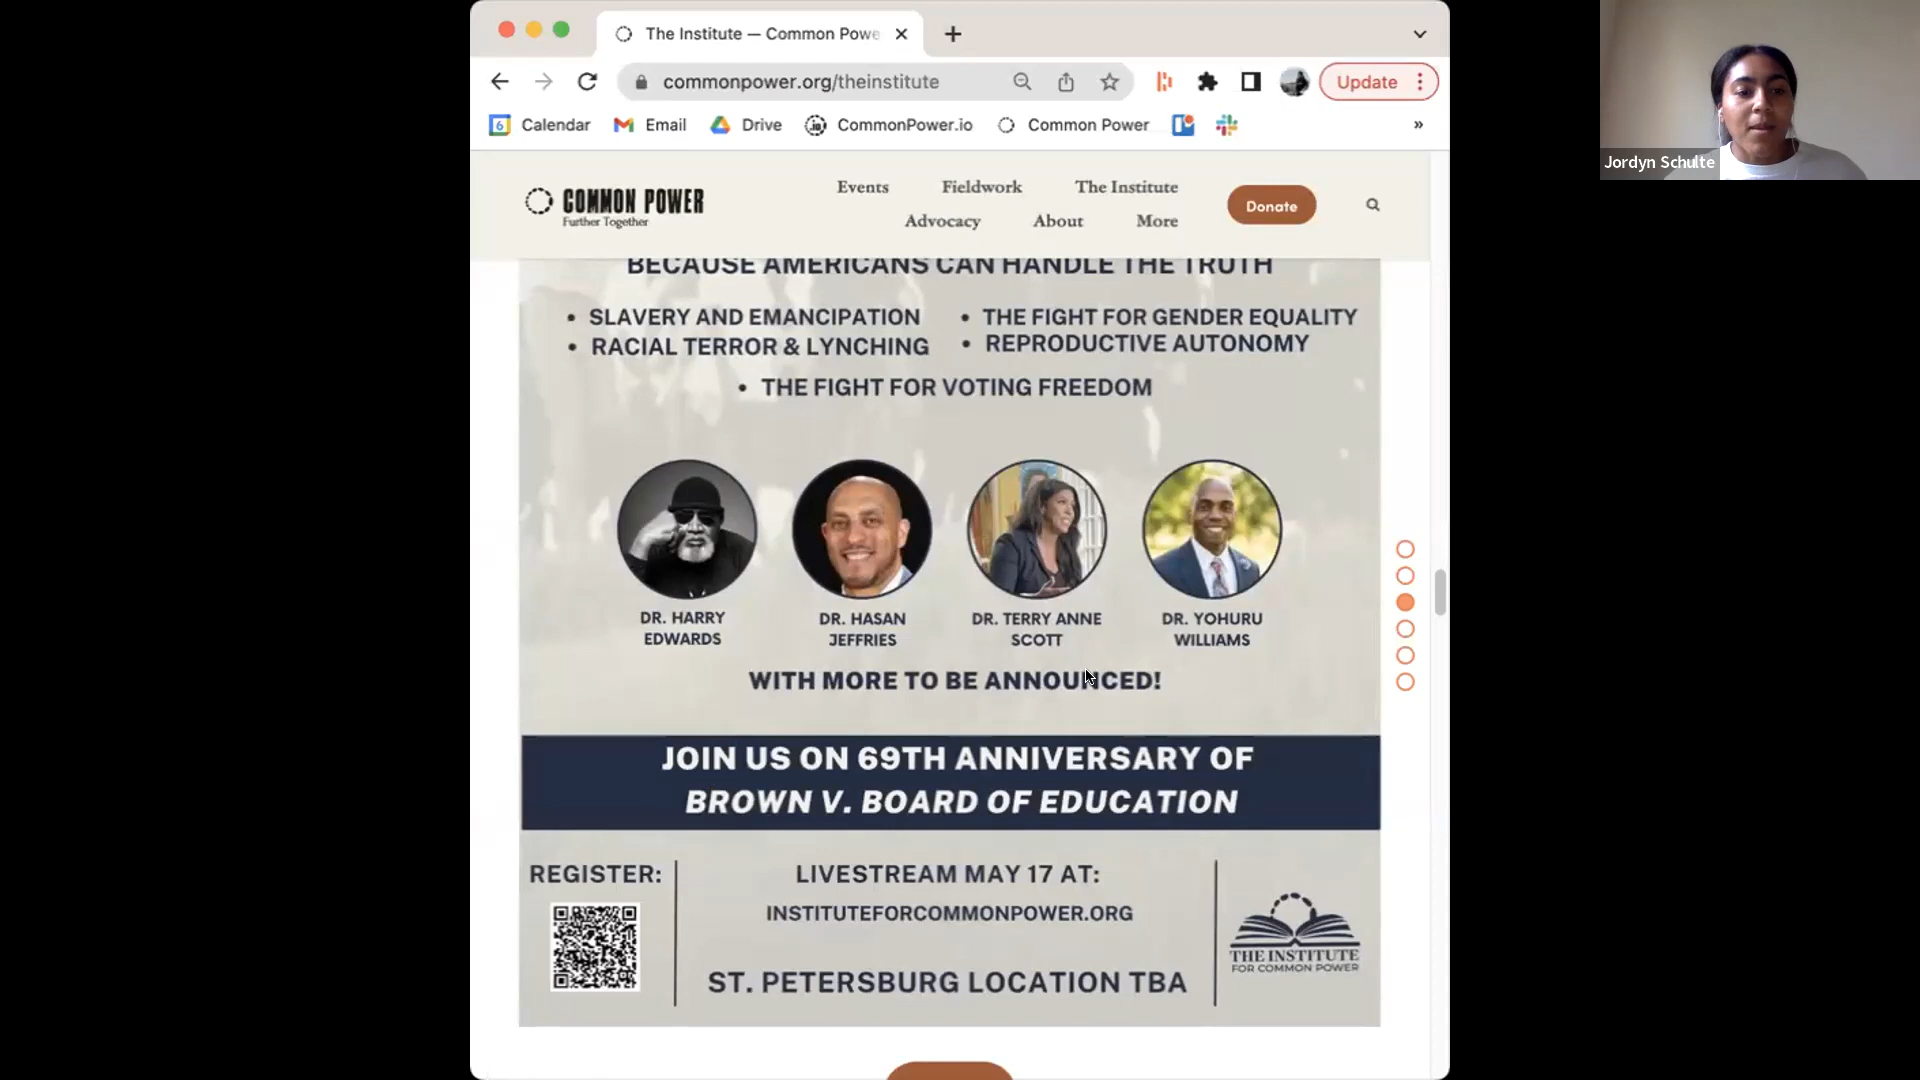 The Institute — Common Powe
commonpower.org/theinstitute
Update
6 Calendar
Email
Drive
CommonPower.io
Common Power
»
COMMON POWER
Further Together
Events Fieldwork The Institute
Advocacy About More
Donate
BECAUSE AMERICANS CAN HANDLE THE TRUTH
• SLAVERY AND EMANCIPATION
• RACIAL TERROR & LYNCHING
• THE FIGHT FOR GENDER EQUALITY
• REPRODUCTIVE AUTONOMY
• THE FIGHT FOR VOTING FREEDOM
DR. HARRY
EDWARDS
DR. HASAN
JEFFRIES
DR. TERRY ANNE
SCOTT
DR. YOHURU
WILLIAMS
WITH MORE TO BE ANNOUNCED!
JOIN US ON 69TH ANNIVERSARY OF
BROWN V. BOARD OF EDUCATION
REGISTER:
LIVESTREAM MAY 17 AT:
INSTITUTEFORCOMMONPOWER.ORG
ST. PETERSBURG LOCATION TBA
THE INSTITUTE
FOR COMMON POWER
Jordyn Schulte